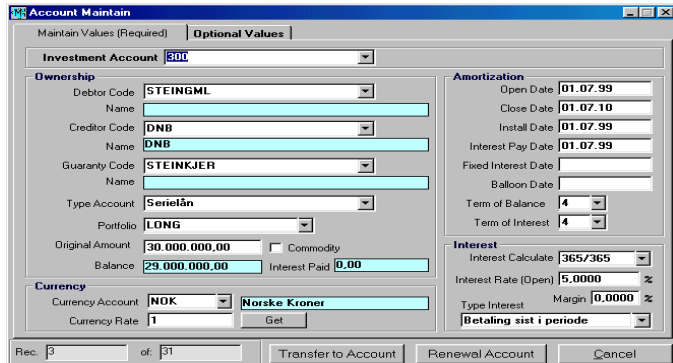 Account Maintain
Maintain Values (Required) Optional Values
Investment Account 300
Ownership
Debtor Code STEINGML
Name
Creditor Code DNB
Name DNB
Guaranty Code STEINKJER
Name
Type Account Serielån
Portfolio LONG
Original Amount 30.000.000,00 Commodity
Balance 29.000.000,00 Interest Paid 0,00
Currency
Currency Account NOK Norske Kroner
Currency Rate 1 Get
Amortization
Open Date 01.07.99
Close Date 01.07.10
Install Date 01.07.99
Interest Pay Date 01.07.99
Fixed Interest Date
Balloon Date
Term of Balance 4
Term of Interest 4
Interest
Interest Calculate 365/365
Interest Rate (Open) 5,0000 %
Margin 0,0000 %
Type Interest
Betaling sist i periode
Rec. 3 of: 31 Transfer to Account Renewal Account Cancel